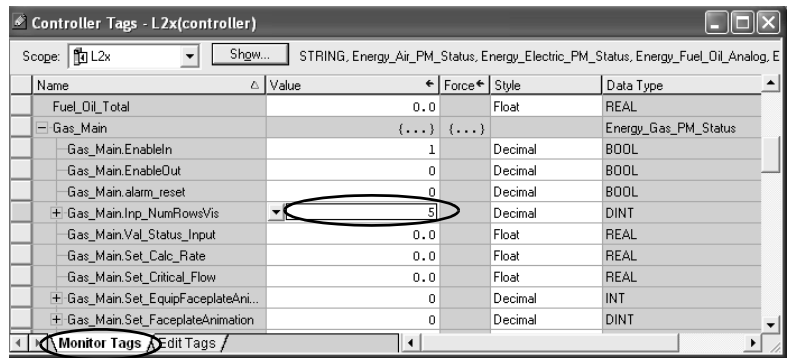 Controller Tags - L2x(controller)
Scope: L2x Show... STRING, Energy_Air_PM_Status, Energy_Electric_PM_Status, Energy_Fuel_Oil_Analog, E
Name Value Force Style Data Type
Fuel_Oil_Total 0.0 Float REAL
Gas_Main {...} {...} Energy_Gas_PM_Status
Gas_Main.EnableIn 1 Decimal BOOL
Gas_Main.EnableOut 0 Decimal BOOL
Gas_Main.alarm_reset 0 Decimal BOOL
Gas_Main.Inp_NumRowsVis 5 Decimal DINT
Gas_Main.Val_Status_Input 0.0 Float REAL
Gas_Main.Set_Calc_Rate 0.0 Float REAL
Gas_Main.Set_Critical_Flow 0.0 Float REAL
Gas_Main.Set_EquipFaceplateAni... 0 Decimal INT
Gas_Main.Set_FaceplateAnimation 0 Decimal DINT
Monitor Tags Edit Tags